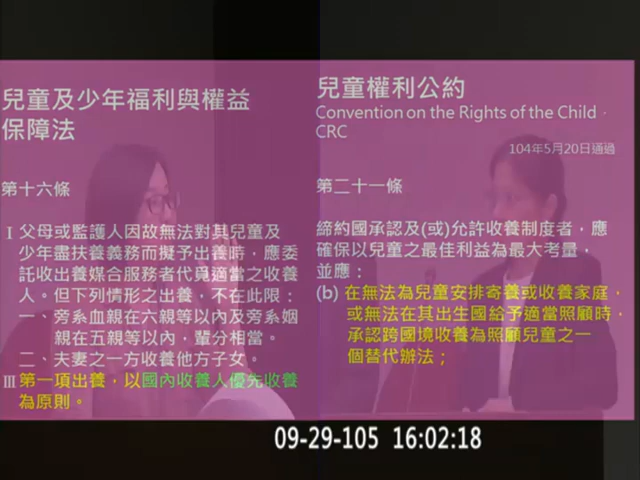 兒童及少年福利與權益
保障法
第十六條
I 父母或監護人因故無法對其兒童及
少年盡扶養義務而擬予出養時，應委
託收出養媒合服務者代覓適當之收養
人。但下列情形之出養，不在此限：
一、旁系血親在六親等以內及旁系姻
親在五親等以內，輩分相當。
二、夫妻之一方收養他方子女。
III 第一項出養，以國內收養人優先收養
為原則。
兒童權利公約
Convention on the Rights of the Child，
CRC
104年5月20日通過
第二十一條
締約國承認及(或)允許收養制度者，應
確保以兒童之最佳利益為最大考量，
並應：
(b) 在無法為兒童安排寄養或收養家庭，
或無法在其出生國給予適當照顧時，
承認跨國境收養為照顧兒童之一
個替代辦法；
09-29-105 16:02:18